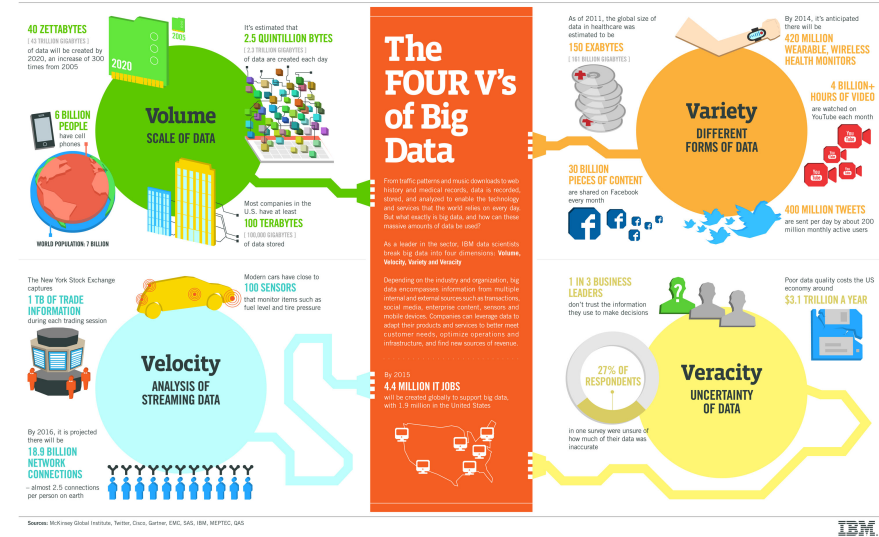 40 ZETTABYTES
[ 43 TRILLION GIGABYTES ]
of data will be created by
2020, an increase of 300
times from 2005
2005
2020
6 BILLION
PEOPLE
have cell
phones
WORLD POPULATION: 7 BILLION
Volume
SCALE OF DATA
It's estimated that
2.5 QUINTILLION BYTES
[ 2.3 TRILLION GIGABYTES ]
of data are created each day
Most companies in the
U.S. have at least
100 TERABYTES
[ 100,000 GIGABYTES ]
of data stored
The New York Stock Exchange
captures
1 TB OF TRADE
INFORMATION
during each trading session
Modern cars have close to
100 SENSORS
that monitor items such as
fuel level and tire pressure
Velocity
ANALYSIS OF
STREAMING DATA
By 2016, it is projected
there will be
18.9 BILLION
NETWORK
CONNECTIONS
– almost 2.5 connections
per person on earth
The
FOUR V's
of Big
Data
From traffic patterns and music downloads to web
history and medical records, data is recorded,
stored, and analyzed to enable the technology
and services that the world relies on every day.
But what exactly is big data, and how can these
massive amounts of data be used?
As a leader in the sector, IBM data scientists
break big data into four dimensions: Volume,
Velocity, Variety and Veracity
Depending on the industry and organization, big
data encompasses information from multiple
internal and external sources such as transactions,
social media, enterprise content, sensors and
mobile devices. Companies can leverage data to
adapt their products and services to better meet
customer needs, optimize operations and
infrastructure, and find new sources of revenue.
By 2015
4.4 MILLION IT JOBS
will be created globally to support big data,
with 1.9 million in the United States
As of 2011, the global size of
data in healthcare was
estimated to be
150 EXABYTES
[ 161 BILLION GIGABYTES ]
30 BILLION
PIECES OF CONTENT
are shared on Facebook
every month
Variety
DIFFERENT
FORMS OF DATA
By 2014, it's anticipated
there will be
420 MILLION
WEARABLE, WIRELESS
HEALTH MONITORS
4 BILLION+
HOURS OF VIDEO
are watched on
YouTube each month
You
Tube
You
Tube
You
Tube
You
Tube
400 MILLION TWEETS
are sent per day by about 200
million monthly active users
1 IN 3 BUSINESS
LEADERS
don't trust the information
they use to make decisions
?
27% OF
RESPONDENTS
in one survey were unsure of
how much of their data was
inaccurate
Veracity
UNCERTAINTY
OF DATA
Poor data quality costs the US
economy around
$3.1 TRILLION A YEAR
Sources: McKinsey Global Institute, Twitter, Cisco, Gartner, EMC, SAS, IBM, MEPTEC, QAS
IBM.